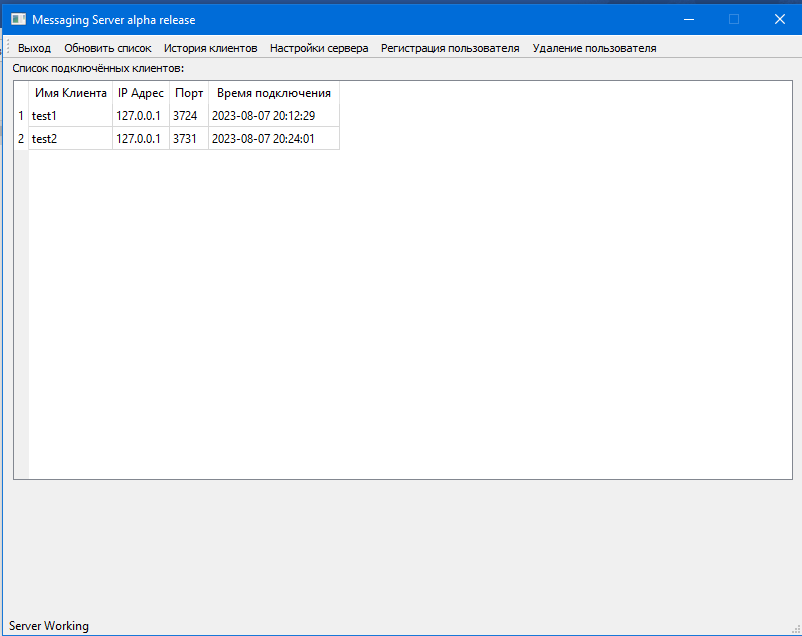 Messaging Server alpha release
Выход Обновить список История клиентов Настройки сервера Регистрация пользователя Удаление пользователя
Список подключённых клиентов:
Имя Клиента IP Адрес Порт Время подключения
1 test1 127.0.0.1 3724 2023-08-07 20:12:29
2 test2 127.0.0.1 3731 2023-08-07 20:24:01
Server Working